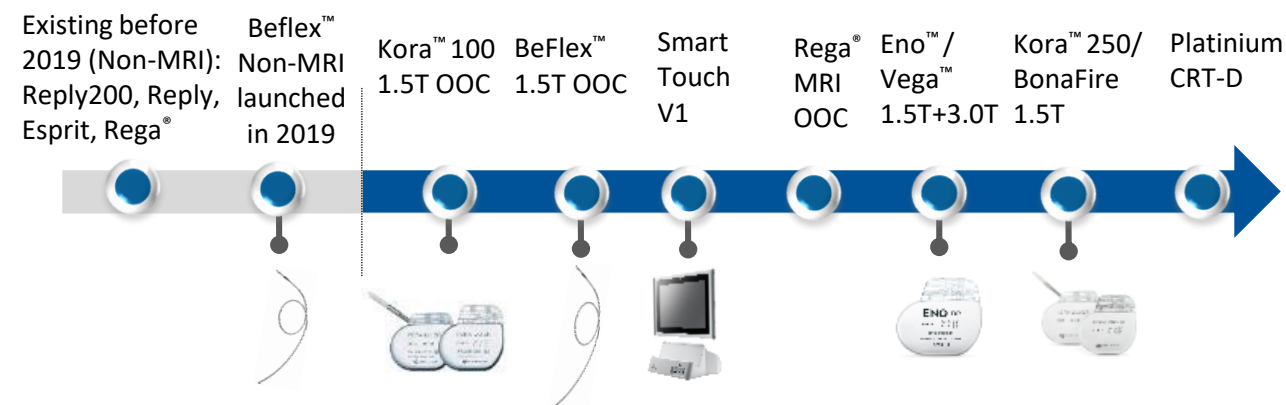 Existing before
2019 (Non-MRI):
Reply200, Reply,
Esprit, Rega®
Beflex™
Non-MRI
launched
in 2019
Kora™ 100
1.5T OOC
BeFlex™
1.5T OOC
Smart
Touch
V1
Rega®
MRI
OOC
Eno™ /
Vega™
1.5T+3.0T
Kora™ 250/
BonaFire
1.5T
Platinium
CRT-D
ENO DR